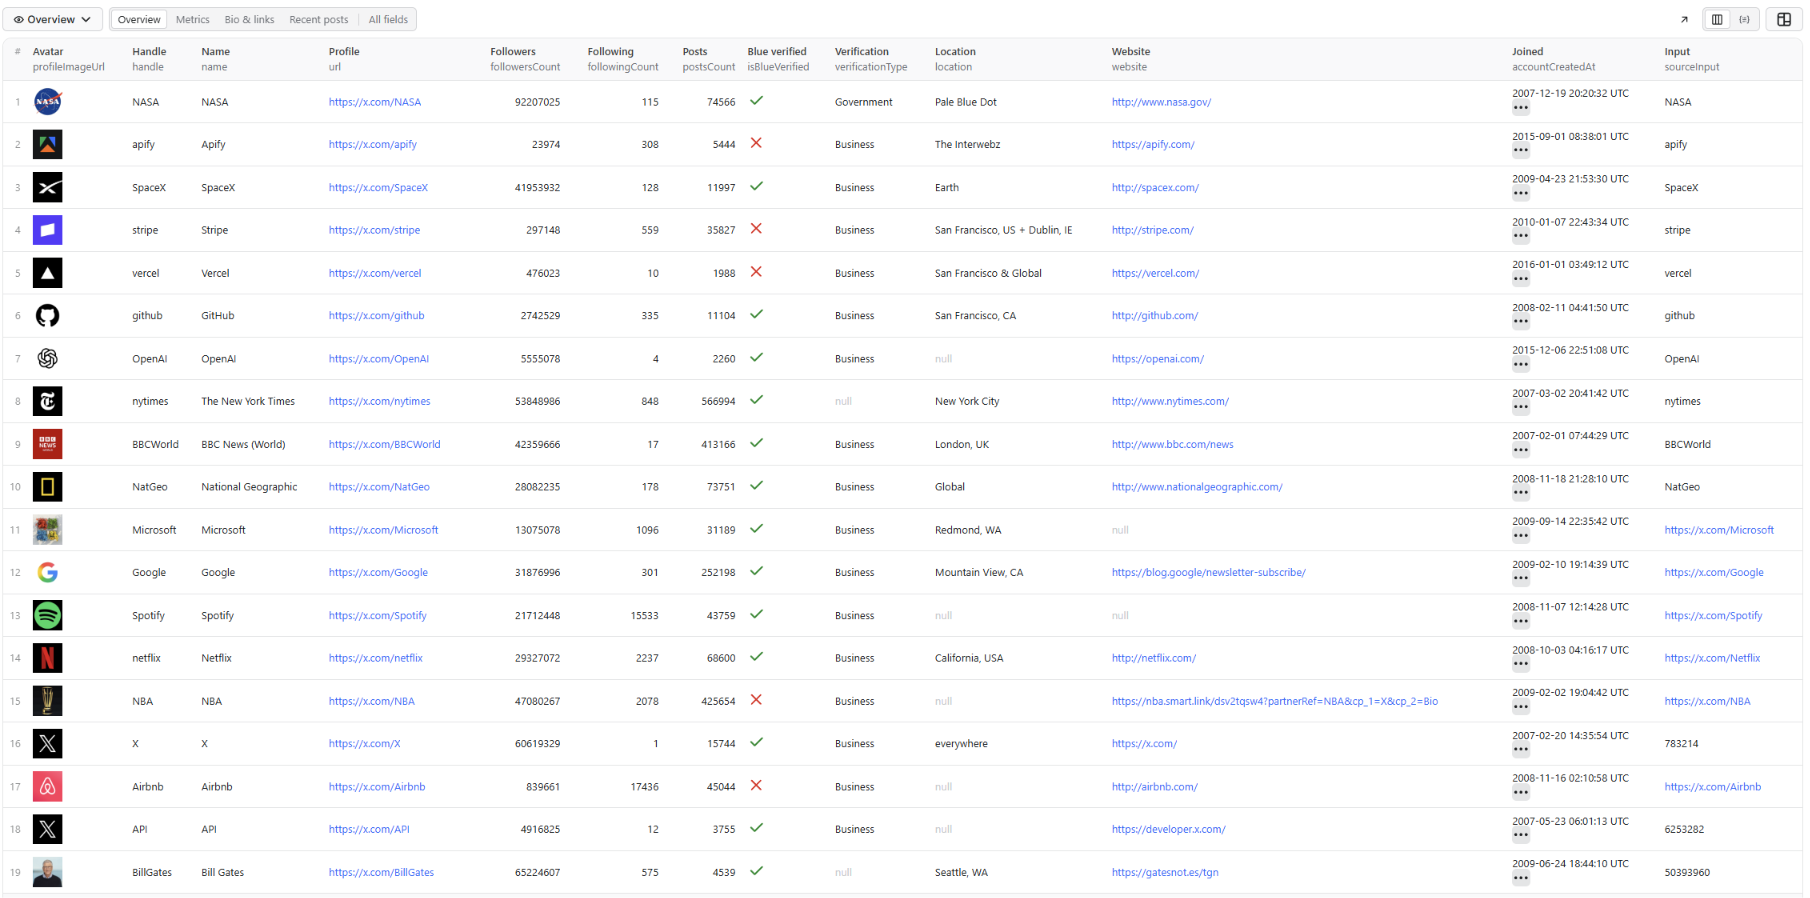 Overview Overview Metrics Bio & links Recent posts All fields
# Avatar Handle Name Profile Followers Following Posts Blue verified Verification Location Website Joined Input
profileImageUrl handle name url followersCount followingCount postsCount isBlueVerified verificationType location website accountCreatedAt sourceInput
1 NASA NASA NASA https://x.com/NASA 92207025 115 74566 Government Pale Blue Dot http://www.nasa.gov/ 2007-12-19 20:20:32 UTC NASA
2 apify Apify https://x.com/apify 23974 308 5444 Business The Interwebz https://apify.com/ 2015-09-01 08:38:01 UTC apify
3 SpaceX SpaceX https://x.com/SpaceX 41953932 128 11997 Business Earth http://spacex.com/ 2009-04-23 21:53:30 UTC SpaceX
4 stripe Stripe https://x.com/stripe 297148 559 35827 Business San Francisco, US + Dublin, IE http://stripe.com/ 2010-01-07 22:43:34 UTC stripe
5 vercel Vercel https://x.com/vercel 476023 10 1988 Business San Francisco & Global https://vercel.com/ 2016-01-01 03:49:12 UTC vercel
6 github GitHub https://x.com/github 2742529 335 11104 Business San Francisco, CA http://github.com/ 2008-02-11 04:41:50 UTC github
7 OpenAI OpenAI https://x.com/OpenAI 5555078 4 2260 Business null https://openai.com/ 2015-12-06 22:51:08 UTC OpenAI
8 nytimes The New York Times https://x.com/nytimes 53848986 848 566994 null New York City http://www.nytimes.com/ 2007-03-02 20:41:42 UTC nytimes
9 BBC NEWS BBCWorld BBC News (World) https://x.com/BBCWorld 42359666 17 413166 Business London, UK http://www.bbc.com/news 2007-02-01 07:44:29 UTC BBCWorld
10 NatGeo National Geographic https://x.com/NatGeo 28082235 178 73751 Business Global http://www.nationalgeographic.com/ 2008-11-18 21:28:10 UTC NatGeo
11 Microsoft Microsoft https://x.com/Microsoft 13075078 1096 31189 Business Redmond, WA null 2009-09-14 22:35:42 UTC https://x.com/Microsoft
12 Google Google https://x.com/Google 31876996 301 252198 Business Mountain View, CA https://blog.google/newsletter-subscribe/ 2009-02-10 19:14:39 UTC https://x.com/Google
13 Spotify Spotify https://x.com/Spotify 21712448 15533 43759 Business null null 2008-11-07 12:14:28 UTC https://x.com/Spotify
14 netflix Netflix https://x.com/netflix 29327072 2237 68600 Business California, USA http://netflix.com/ 2008-10-03 04:16:17 UTC https://x.com/Netflix
15 NBA NBA https://x.com/NBA 47080267 2078 425654 Business null https://nba.smart.link/dsv2tqsw4?partnerRef=NBA&cp_1=X&cp_2=Bio 2009-02-02 19:04:42 UTC https://x.com/NBA
16 X X https://x.com/X 60619329 1 15744 Business everywhere https://x.com/ 2007-02-20 14:35:54 UTC 783214
17 Airbnb Airbnb https://x.com/Airbnb 839661 17436 45044 Business null http://airbnb.com/ 2008-11-16 02:10:58 UTC https://x.com/Airbnb
18 API API https://x.com/API 4916825 12 3755 Business null https://developer.x.com/ 2007-05-23 06:01:13 UTC 6253282
19 BillGates Bill Gates https://x.com/BillGates 65224607 575 4539 null Seattle, WA https://gatesnot.es/tgn 2009-06-24 18:44:10 UTC 50393960